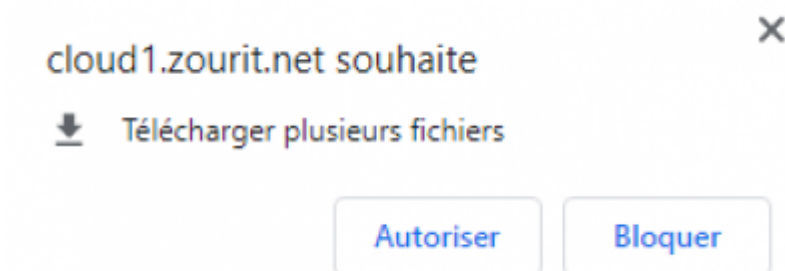 cloud1.zourit.net souhaite
Télécharger plusieurs fichiers
Autoriser Bloquer